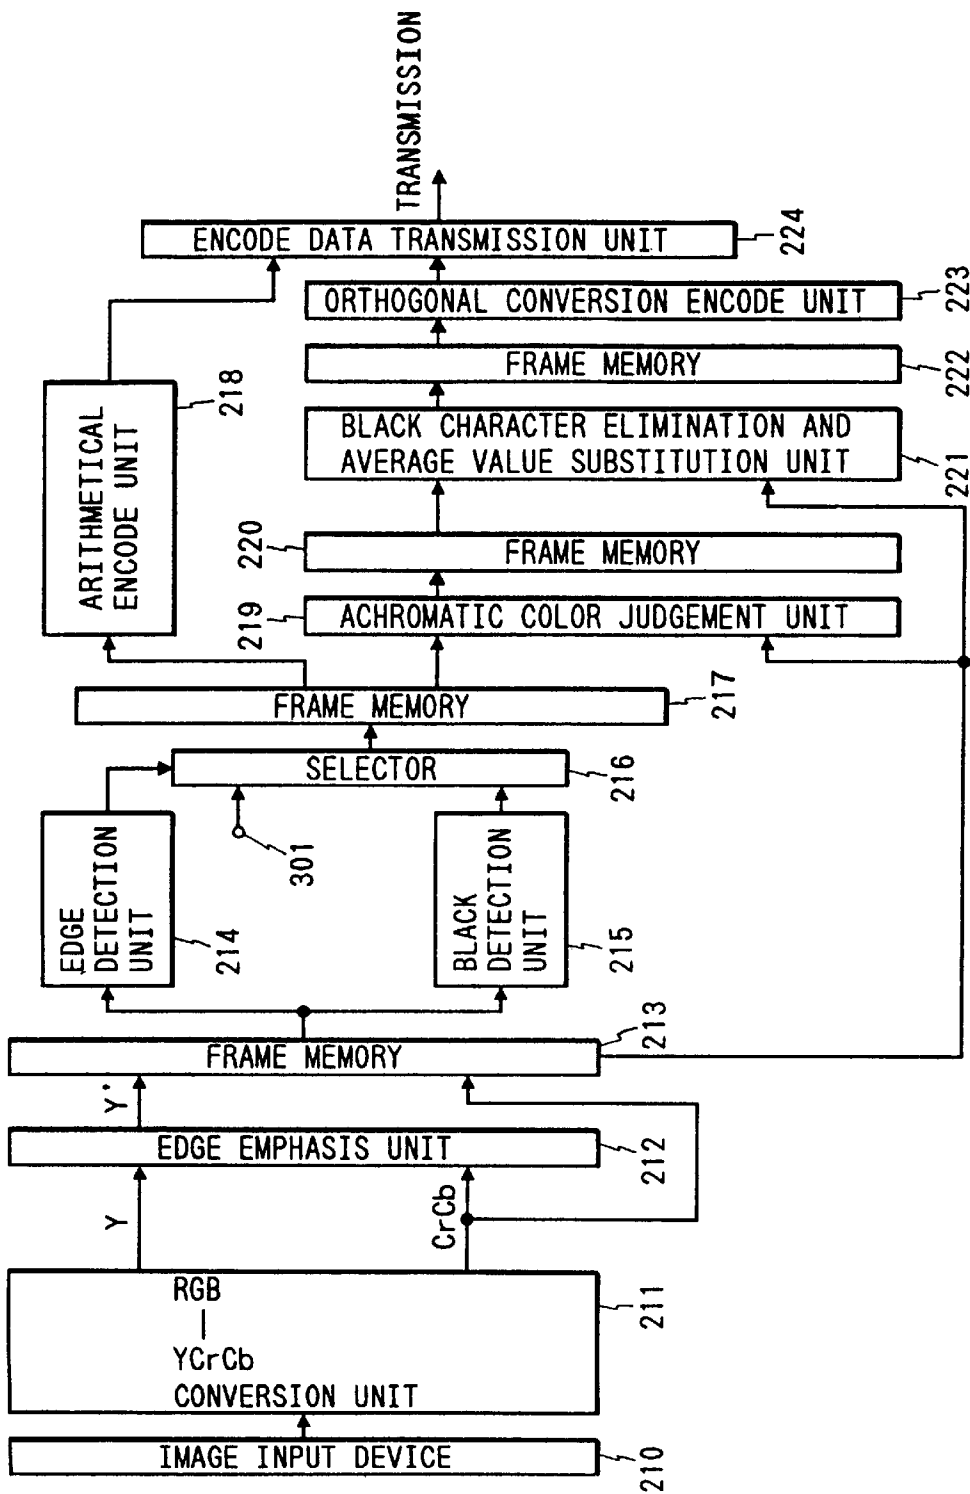 IMAGE INPUT DEVICE
210
RGB
YCrCb
CONVERSION UNIT
211
Y
CrCb
EDGE EMPHASIS UNIT
212
Y'
FRAME MEMORY
213
EDGE
DETECTION
UNIT
214
BLACK
DETECTION
UNIT
215
301
SELECTOR
216
FRAME MEMORY
217
ARITHMETICAL
ENCODE UNIT
218
219
ACHROMATIC COLOR JUDGEMENT UNIT
220
FRAME MEMORY
BLACK CHARACTER ELIMINATION AND
AVERAGE VALUE SUBSTITUTION UNIT
221
FRAME MEMORY
222
ORTHOGONAL CONVERSION ENCODE UNIT
223
ENCODE DATA TRANSMISSION UNIT
224
TRANSMISSION